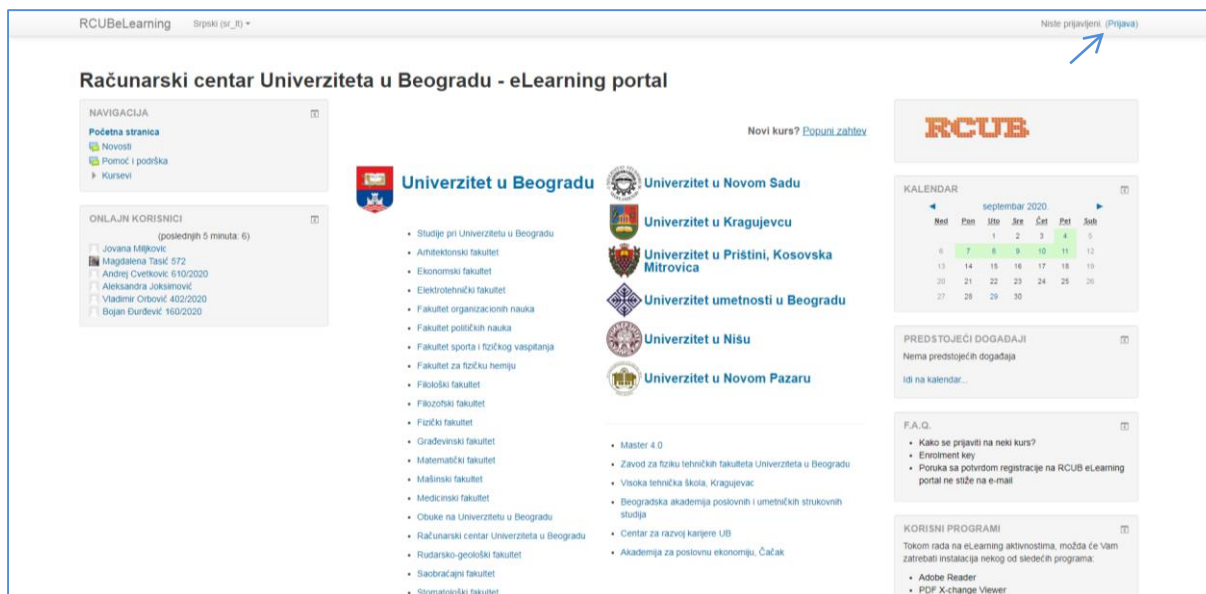 RCUBeLearning
Srpski (sr_lt)
Niste prijavljeni. (Prijava)
Računarski centar Univerziteta u Beogradu - eLearning portal
NAVIGACIJA
Početna stranica
Novosti
Pomoć i podrška
Kursevi
ONLAJN KORISNICI
(poslednjih 5 minuta: 6)
Jovana Miljkovic
Magdalena Tasić 572
Andrej Cvetkovic 610/2020
Aleksandra Joksimović
Vladimir Orbović 402/2020
Bojan Đurđević 160/2020
Novi kurs? Popuni zahtev
Univerzitet u Beogradu
Studije pri Univerzitetu u Beogradu
Arhitektonski fakultet
Ekonomski fakultet
Elektrotehnički fakultet
Fakultet organizacionih nauka
Fakultet političkih nauka
Fakultet sporta i fizičkog vaspitanja
Fakultet za fizičku hemiju
Filološki fakultet
Filozofski fakultet
Fizički fakultet
Građevinski fakultet
Matematički fakultet
Mašinski fakultet
Medicinski fakultet
Obuke na Univerzitetu u Beogradu
Računarski centar Univerziteta u Beogradu
Rudarsko-geološki fakultet
Saobraćajni fakultet
Stomatološki fakultet
Univerzitet u Novom Sadu
Univerzitet u Kragujevcu
Univerzitet u Prištini, Kosovska
Mitrovica
Univerzitet umetnosti u Beogradu
Univerzitet u Nišu
Univerzitet u Novom Pazaru
Master 4.0
Zavod za fiziku tehničkih fakulteta Univerziteta u Beogradu
Visoka tehnička škola, Kragujevac
Beogradska akademija poslovnih i umetničkih strukovnih
studija
Centar za razvoj karijere UB
Akademija za poslovnu ekonomiju, Čačak
RCUB
KALENDAR
septembar 2020.
Ned Pon Uto Sre Čet Pet Sub
1 2 3 4 5
6 7 8 9 10 11 12
13 14 15 16 17 18 19
20 21 22 23 24 25 26
27 28 29 30
PREDSTOJEĆI DOGAĐAJI
Nema predstojećih događaja
Idi na kalendar...
F.A.Q.
Kako se prijaviti na neki kurs?
Enrolment key
Poruka sa potvrdom registracije na RCUB eLearning
portal ne stiže na e-mail
KORISNI PROGRAMI
Tokom rada na eLearning aktivnostima, možda će Vam
zatrebati instalacija nekog od sledećih programa:
Adobe Reader
PDF X-change Viewer